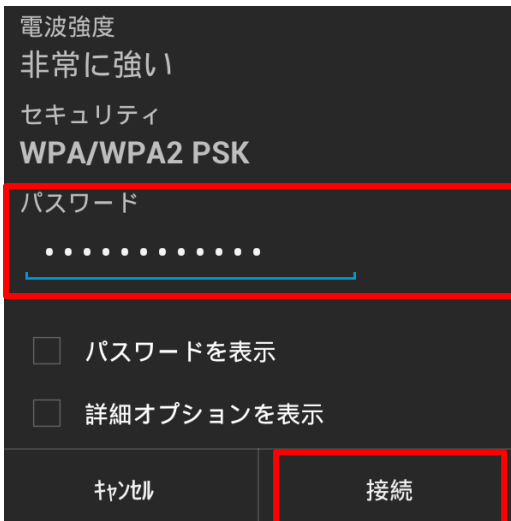 電波強度
非常に強い
セキュリティ
WPA/WPA2 PSK
パスワード
••••••••••••
パスワードを表示
詳細オプションを表示
ｷｬﾝｾﾙ 接続